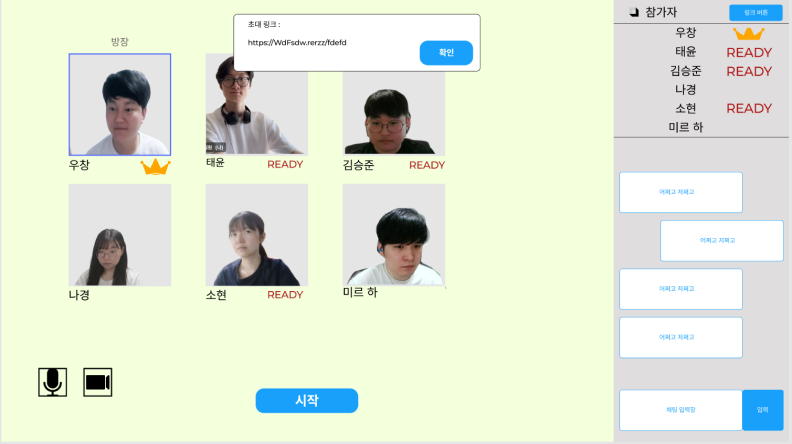 초대 링크 :
https://WdFsdw.rerzz/fdefd
확인
방장
우창
태윤
READY
김승준
READY
나경
소현
READY
미르 하
시작
참가자
링크 버튼
우창
태윤
READY
김승준
READY
나경
소현
READY
미르 하
어쩌고 저쩌고
어쩌고 저쩌고
어쩌고 저쩌고
어쩌고 저쩌고
채팅 입력창
입력